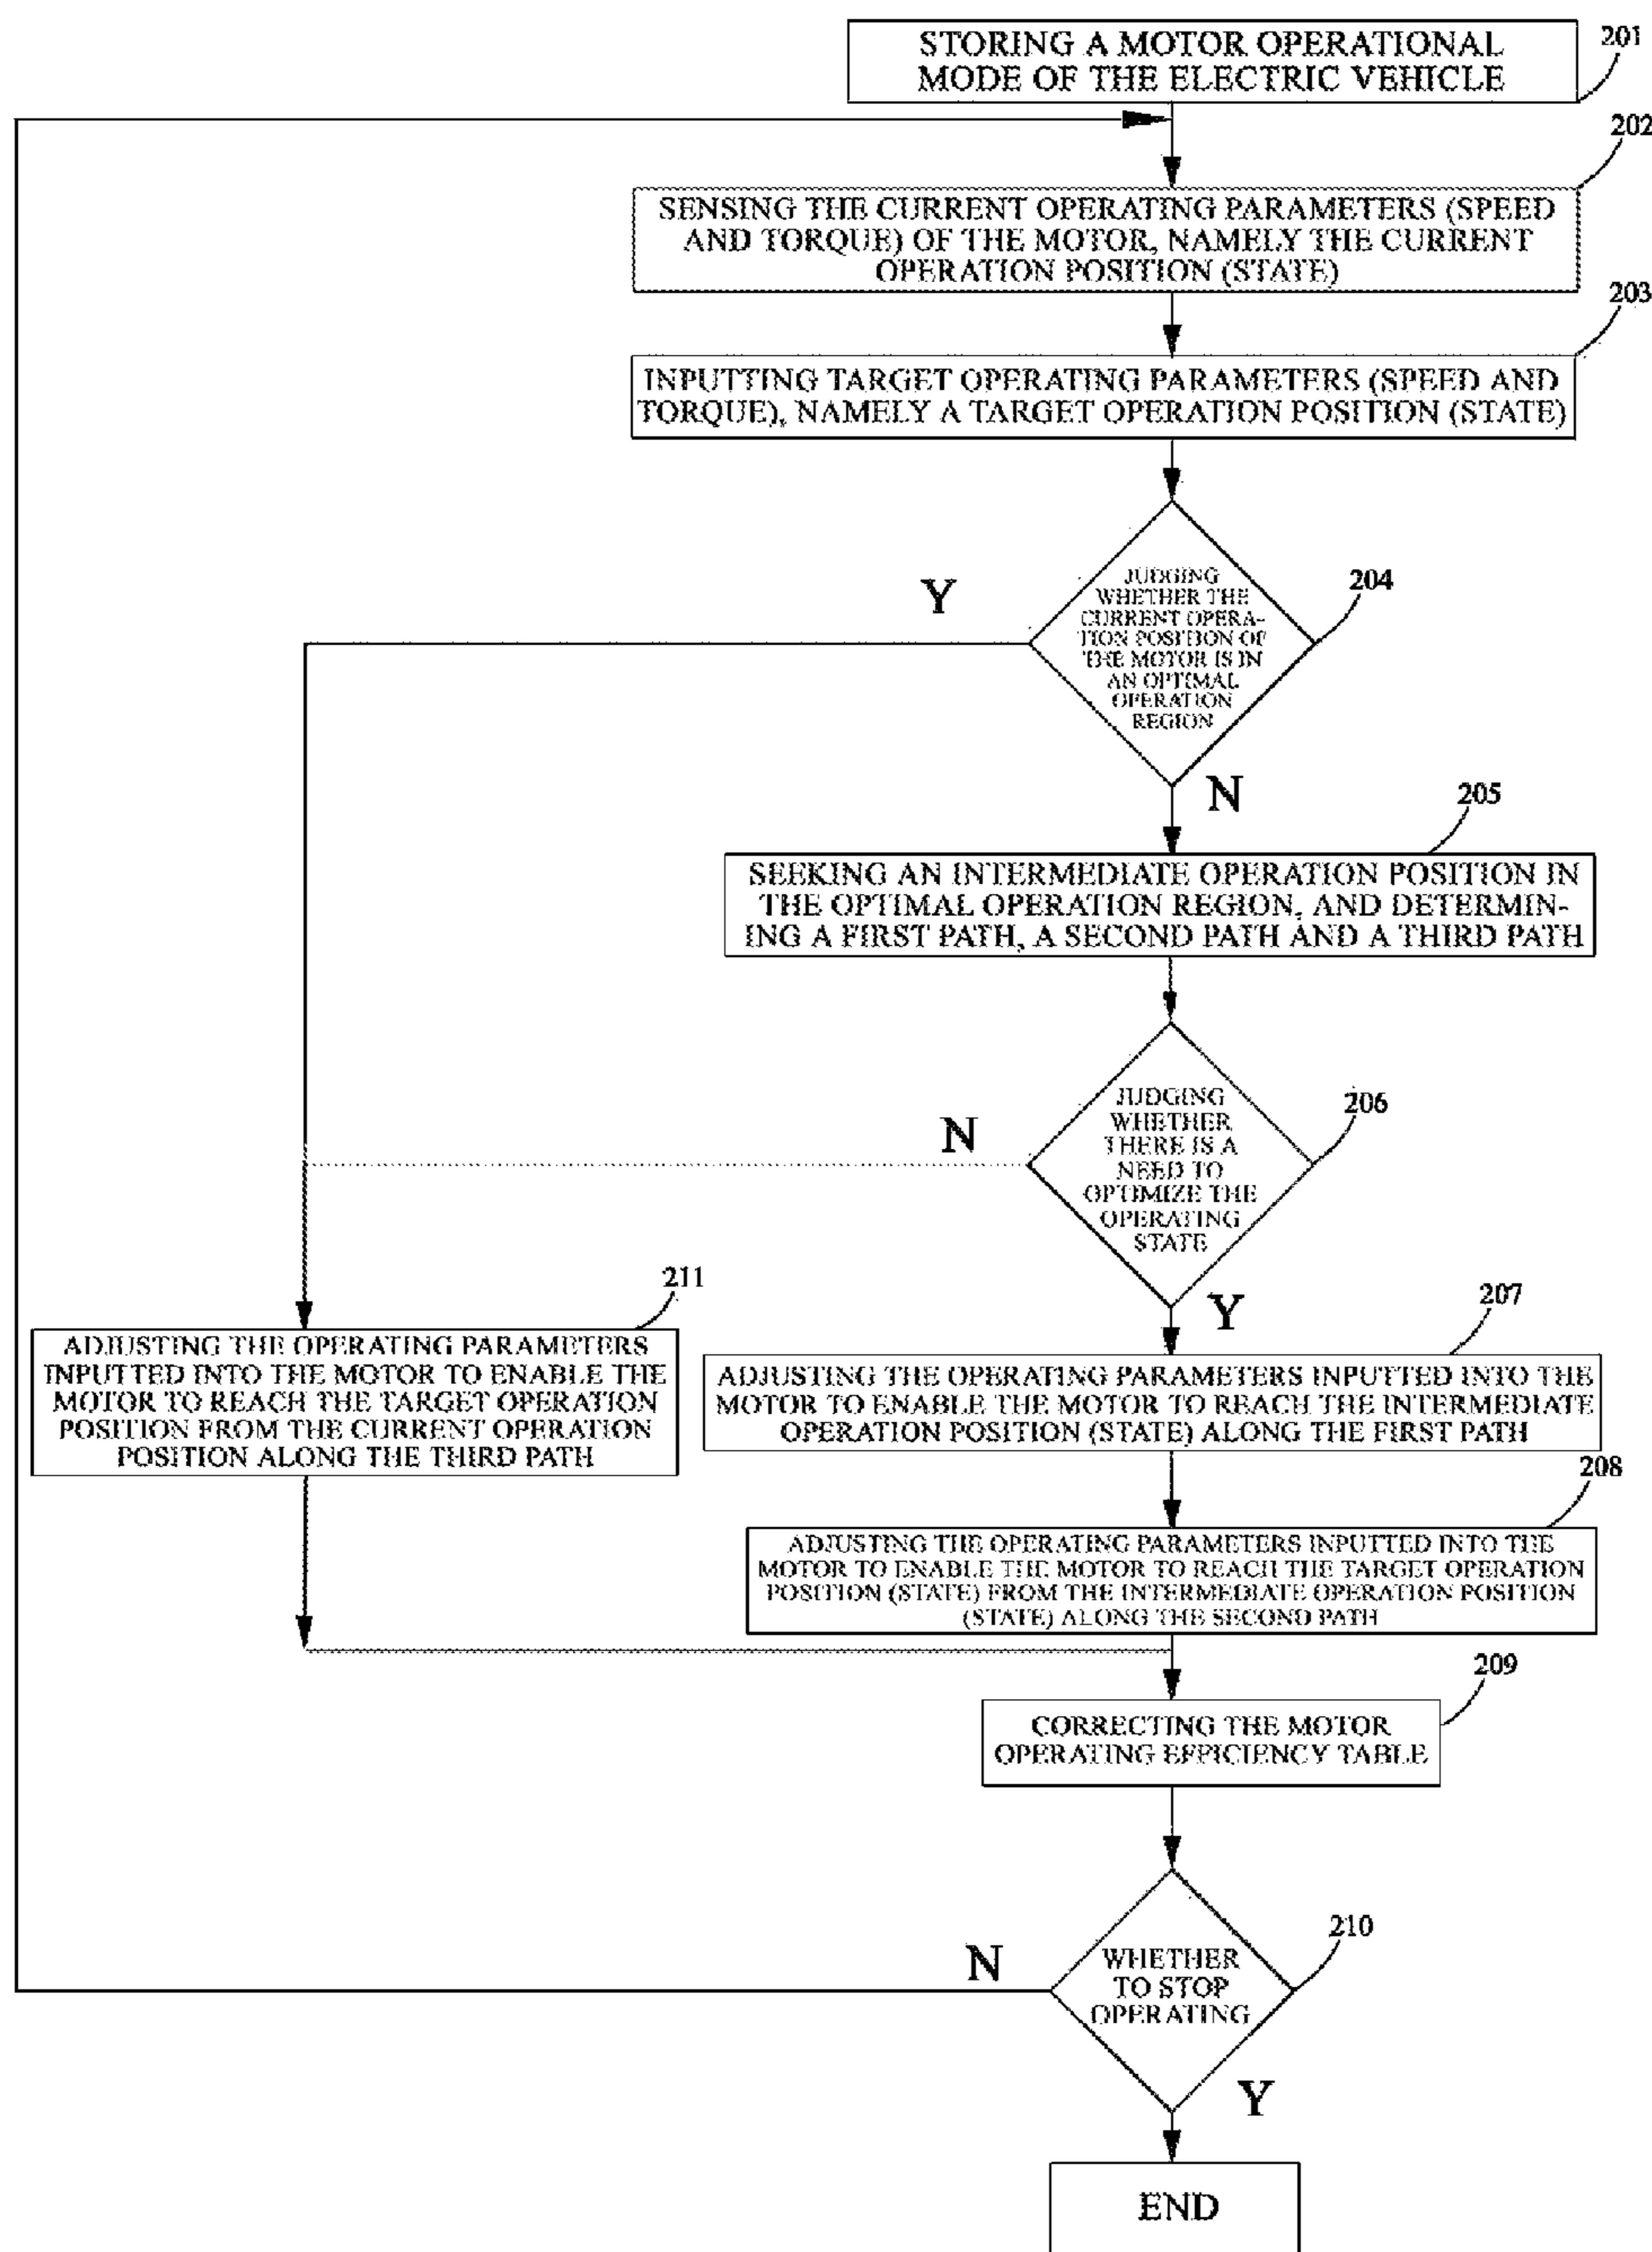 STORING A MOTOR OPERATIONAL
MODE OF THE ELECTRIC VEHICLE
201
202
SENSING THE CURRENT OPERATING PARAMETERS (SPEED
AND TORQUE) OF THE MOTOR, NAMELY THE CURRENT
OPERATION POSITION (STATE)
203
INPUTTING TARGET OPERATING PARAMETERS (SPEED AND
TORQUE), NAMELY A TARGET OPERATION POSITION (STATE)
Y
204
JUDGING
WHETHER THE
CURRENT OPERA-
TION POSITION OF
THE MOTOR IS IN
AN OPTIMAL
OPERATION
REGION
N
205
SEEKING AN INTERMEDIATE OPERATION POSITION IN
THE OPTIMAL OPERATION REGION, AND DETERMIN-
ING A FIRST PATH, A SECOND PATH AND A THIRD PATH
N
206
JUDGING
WHETHER
THERE IS A
NEED TO
OPTIMIZE THE
OPERATING
STATE
Y
211
ADJUSTING THE OPERATING PARAMETERS
INPUTTED INTO THE MOTOR TO ENABLE THE
MOTOR TO REACH THE TARGET OPERATION
POSITION FROM THE CURRENT OPERATION
POSITION ALONG THE THIRD PATH
207
ADJUSTING THE OPERATING PARAMETERS INPUTTED INTO THE
MOTOR TO ENABLE THE MOTOR TO REACH THE INTERMEDIATE
OPERATION POSITION (STATE) ALONG THE FIRST PATH
208
ADJUSTING THE OPERATING PARAMETERS INPUTTED INTO THE
MOTOR TO ENABLE THE MOTOR TO REACH THE TARGET OPERATION
POSITION (STATE) FROM THE INTERMEDIATE OPERATION POSITION
(STATE) ALONG THE SECOND PATH
209
CORRECTING THE MOTOR
OPERATING EFFICIENCY TABLE
210
N
WHETHER
TO STOP
OPERATING
Y
END